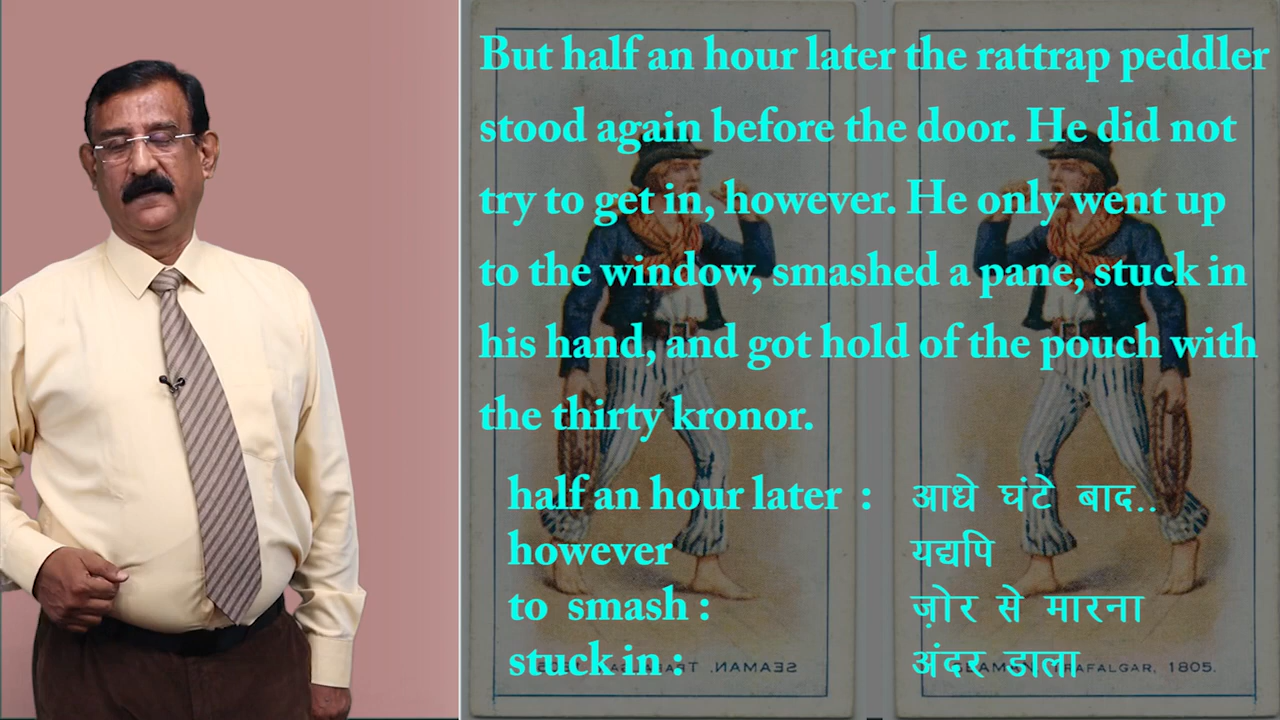 But half an hour later the rattrap peddler
stood again before the door. He did not
try to get in, however. He only went up
to the window, smashed a pane, stuck in
his hand, and got hold of the pouch with
the thirty kronor.
half an hour later : आधे घंटे बाद..
however यद्यपि
to smash : ज़ोर से मारना
stuck in : अंदर डाला
SEAMAN. TRAFALGAR, 1805.
SEAMAN. TRAFALGAR, 1805.